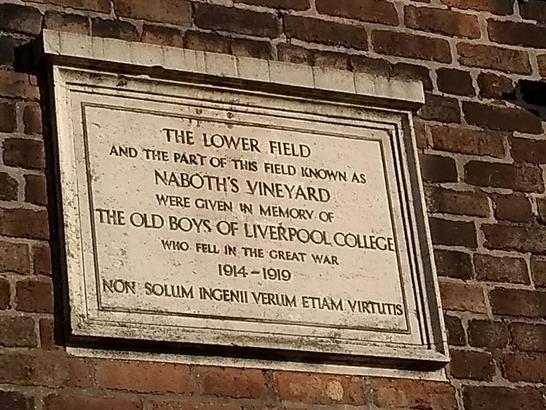 THE LOWER FIELD
AND THE PART OF THIS FIELD KNOWN AS
NABOTH'S VINEYARD
WERE GIVEN IN MEMORY OF
THE OLD BOYS OF LIVERPOOL COLLEGE
WHO FELL IN THE GREAT WAR
1914-1919
NON SOLUM INGENII VERUM ETIAM VIRTUTIS